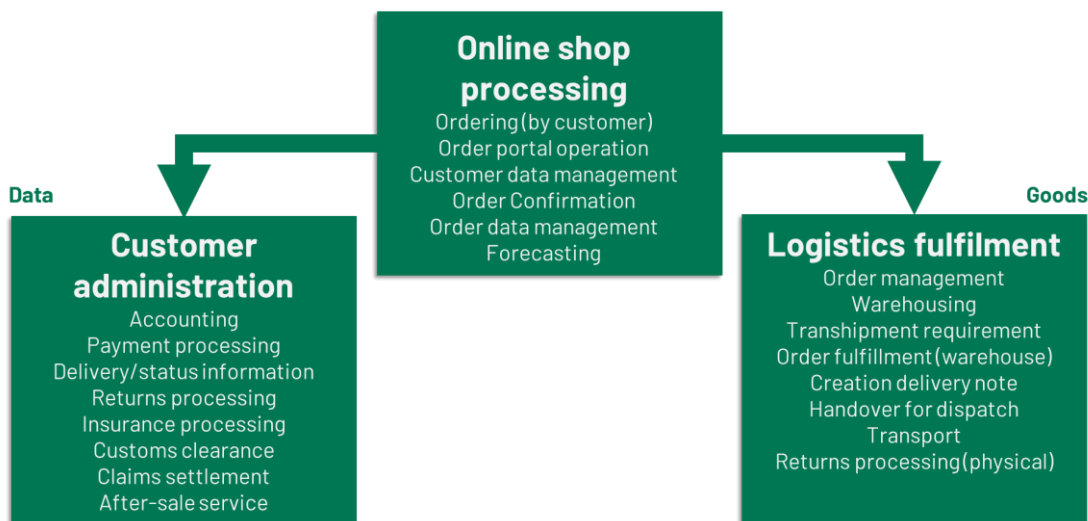 Online shop
processing
Ordering (by customer)
Order portal operation
Customer data management
Order Confirmation
Order data management
Forecasting
Data
Customer
administration
Accounting
Payment processing
Delivery/status information
Returns processing
Insurance processing
Customs clearance
Claims settlement
After-sale service
Goods
Logistics fulfilment
Order management
Warehousing
Transhipment requirement
Order fulfillment (warehouse)
Creation delivery note
Handover for dispatch
Transport
Returns processing (physical)